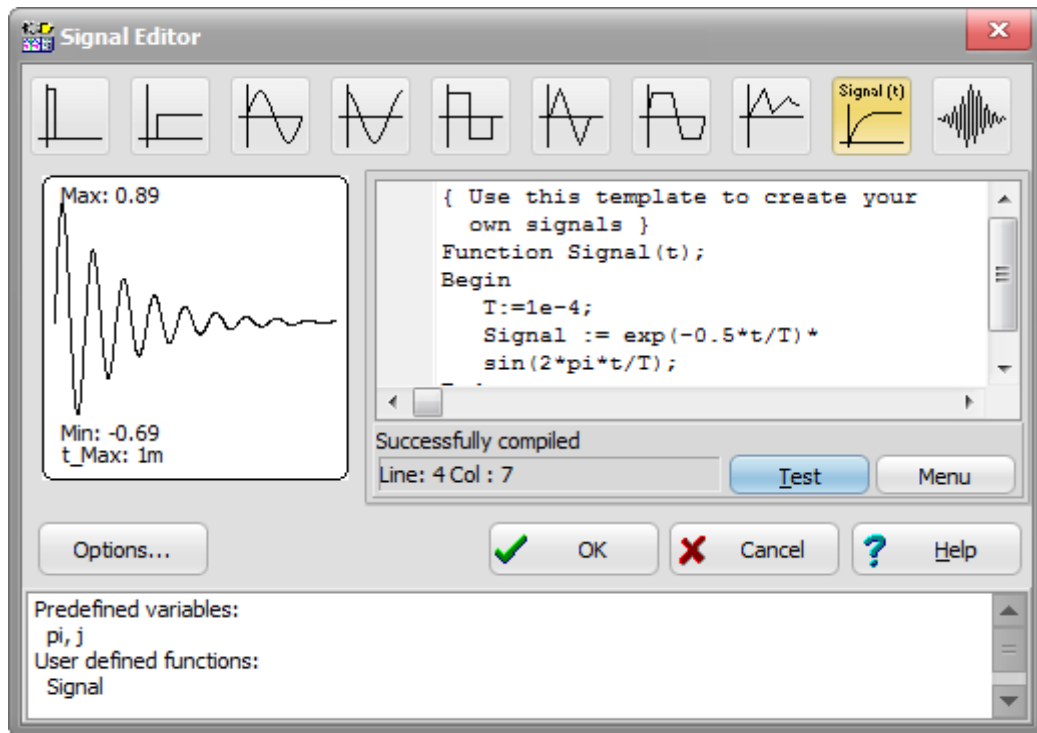 Signal Editor
Signal (t)
Max: 0.89
Min: -0.69
t_Max: 1m
{ Use this template to create your
own signals }
Function Signal(t);
Begin
T:=1e-4;
Signal := exp(-0.5*t/T)*
sin(2*pi*t/T);
Successfully compiled
Line: 4 Col : 7
Test
Menu
Options...
OK
Cancel
Help
Predefined variables:
pi, j
User defined functions:
Signal